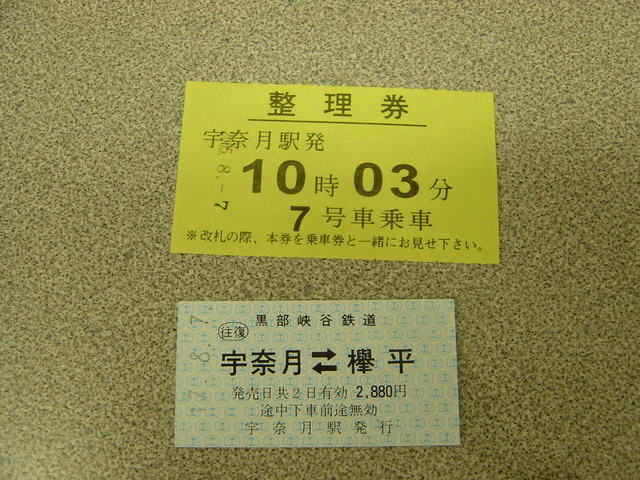 整理券
宇奈月駅発
8.-7
10時03分
7号車乗車
※改札の際、本券を乗車券と一緒にお見せ下さい。
黒部峡谷鉄道
往復
宇奈月⇄欅平
発売日共2日有効 2,880円
途中下車前途無効
宇奈月駅発行